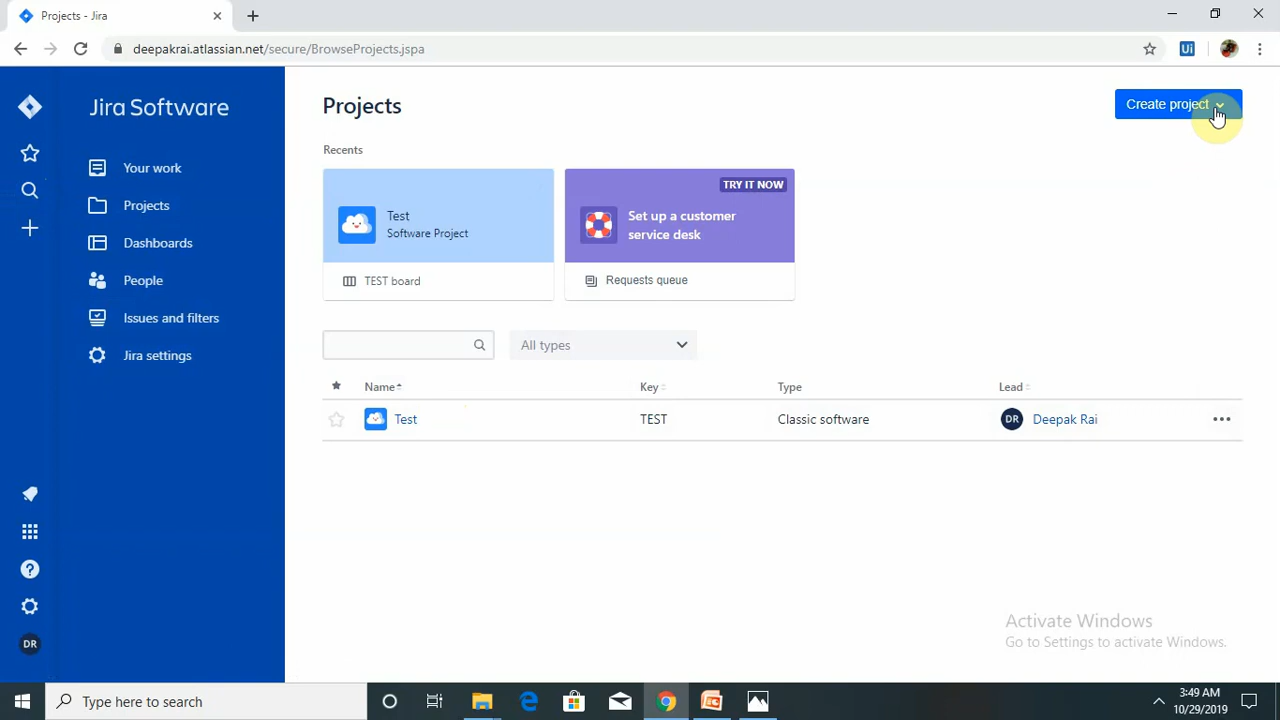 Projects - Jira
deepakrai.atlassian.net/secure/BrowseProjects.jspa
Ui
Jira Software
Your work
Projects
Dashboards
People
Issues and filters
Jira settings
DR
Projects
Create project
Recents
Test
Software Project
TEST board
TRY IT NOW
Set up a customer
service desk
Requests queue
All types
Name
Key
Type
Lead
Test
TEST
Classic software
DR
Deepak Rai
Activate Windows
Go to Settings to activate Windows.
Type here to search
3:49 AM
10/29/2019